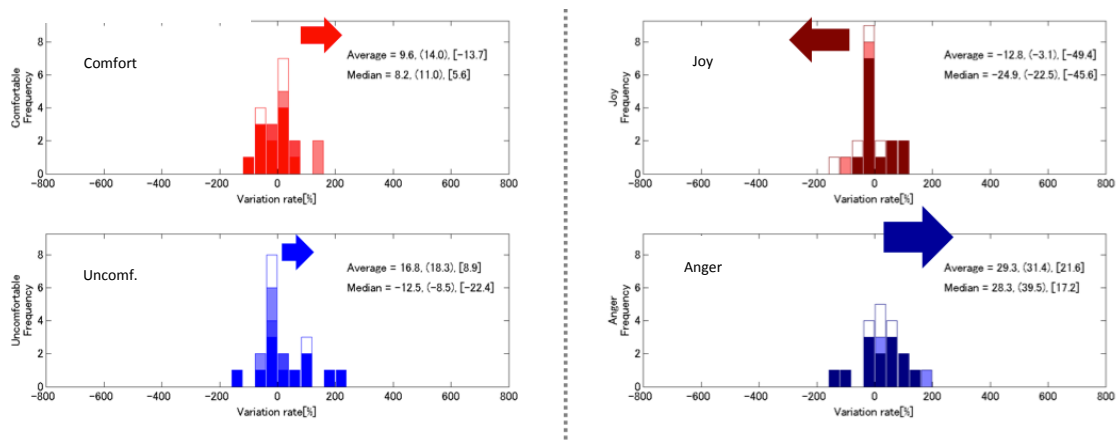 Comfort
Average = 9.6, (14.0), [-13.7]
Median = 8.2, (11.0), [5.6]
Comfortable
Frequency
8
6
4
2
0
-800 -600 -400 -200 0 200 400 600 800
Variation rate[%]
Uncomf.
Average = 16.8, (18.3), [8.9]
Median = -12.5, (-8.5), [-22.4]
Uncomfortable
Frequency
8
6
4
2
0
-800 -600 -400 -200 0 200 400 600 800
Variation rate[%]
Joy
Average = -12.8, (-3.1), [-49.4]
Median = -24.9, (-22.5), [-45.6]
Joy
Frequency
8
6
4
2
0
-800 -600 -400 -200 0 200 400 600 800
Variation rate[%]
Anger
Average = 29.3, (31.4), [21.6]
Median = 28.3, (39.5), [17.2]
Anger
Frequency
8
6
4
2
0
-800 -600 -400 -200 0 200 400 600 800
Variation rate[%]